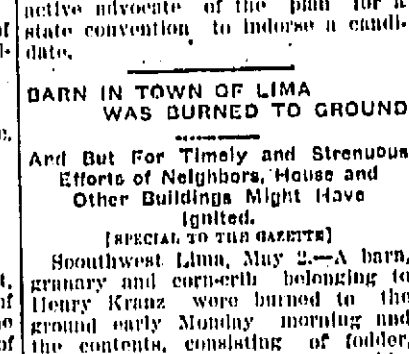 active advocate of the plan for a
state convention to indorse a candi-
date.
BARN IN TOWN OF LIMA
WAS BURNED TO GROUND
And But For Timely and Strenuous
Efforts of Neighbors, House and
Other Buildings Might Have
Ignited.
[SPECIAL TO THE GAZETTE]
Soouthwest Lima, May 2.—A barn,
granary and corn-crib belonging to
Henry Kranz were burned to the
ground early Monday morning and
the contents, consisting of fodder,